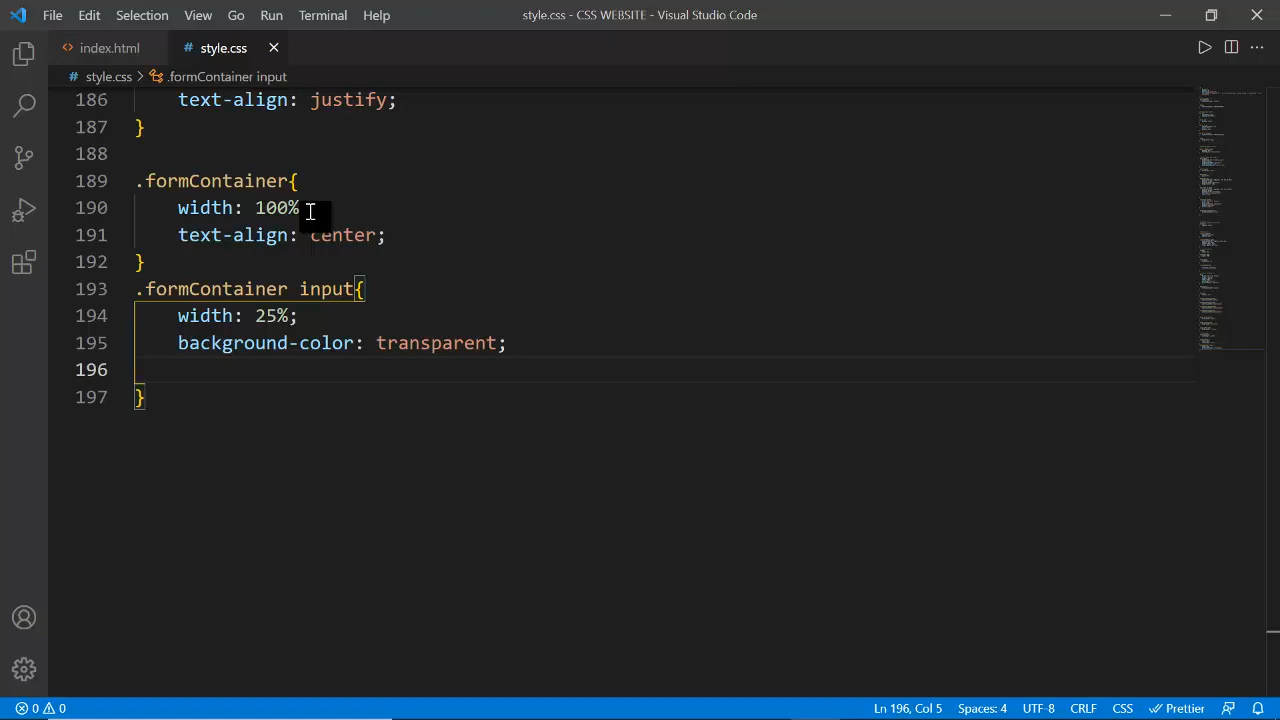 File Edit Selection View Go Run Terminal Help style.css - CSS WEBSITE - Visual Studio Code
index.html # style.css
# style.css .formContainer input
186 text-align: justify;
187 }
188
189 .formContainer{
190 width: 100%
191 text-align: center;
192 }
193 .formContainer input{
194 width: 25%;
195 background-color: transparent;
196
197 }
0 0 Ln 196, Col 5 Spaces: 4 UTF-8 CRLF CSS Prettier